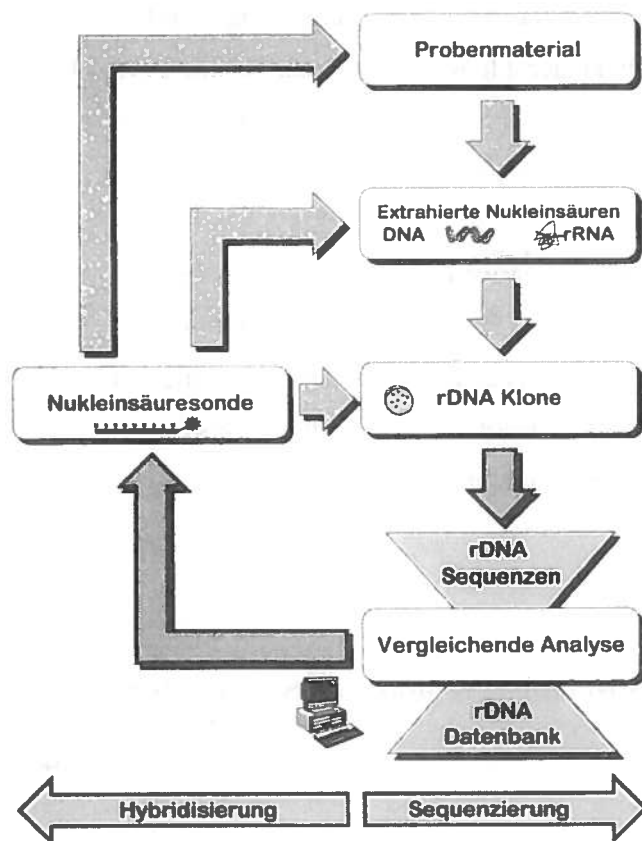 Probenmaterial
Extrahierte Nukleinsäuren
DNA rRNA
Nukleinsäuresonde
rDNA Klone
rDNA
Sequenzen
Vergleichende Analyse
rDNA
Datenbank
Hybridisierung
Sequenzierung